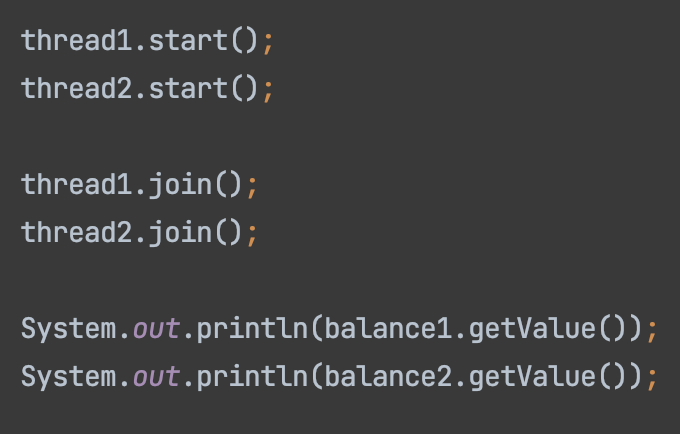 thread1.start();
thread2.start();
thread1.join();
thread2.join();
System.out.println(balance1.getValue());
System.out.println(balance2.getValue());